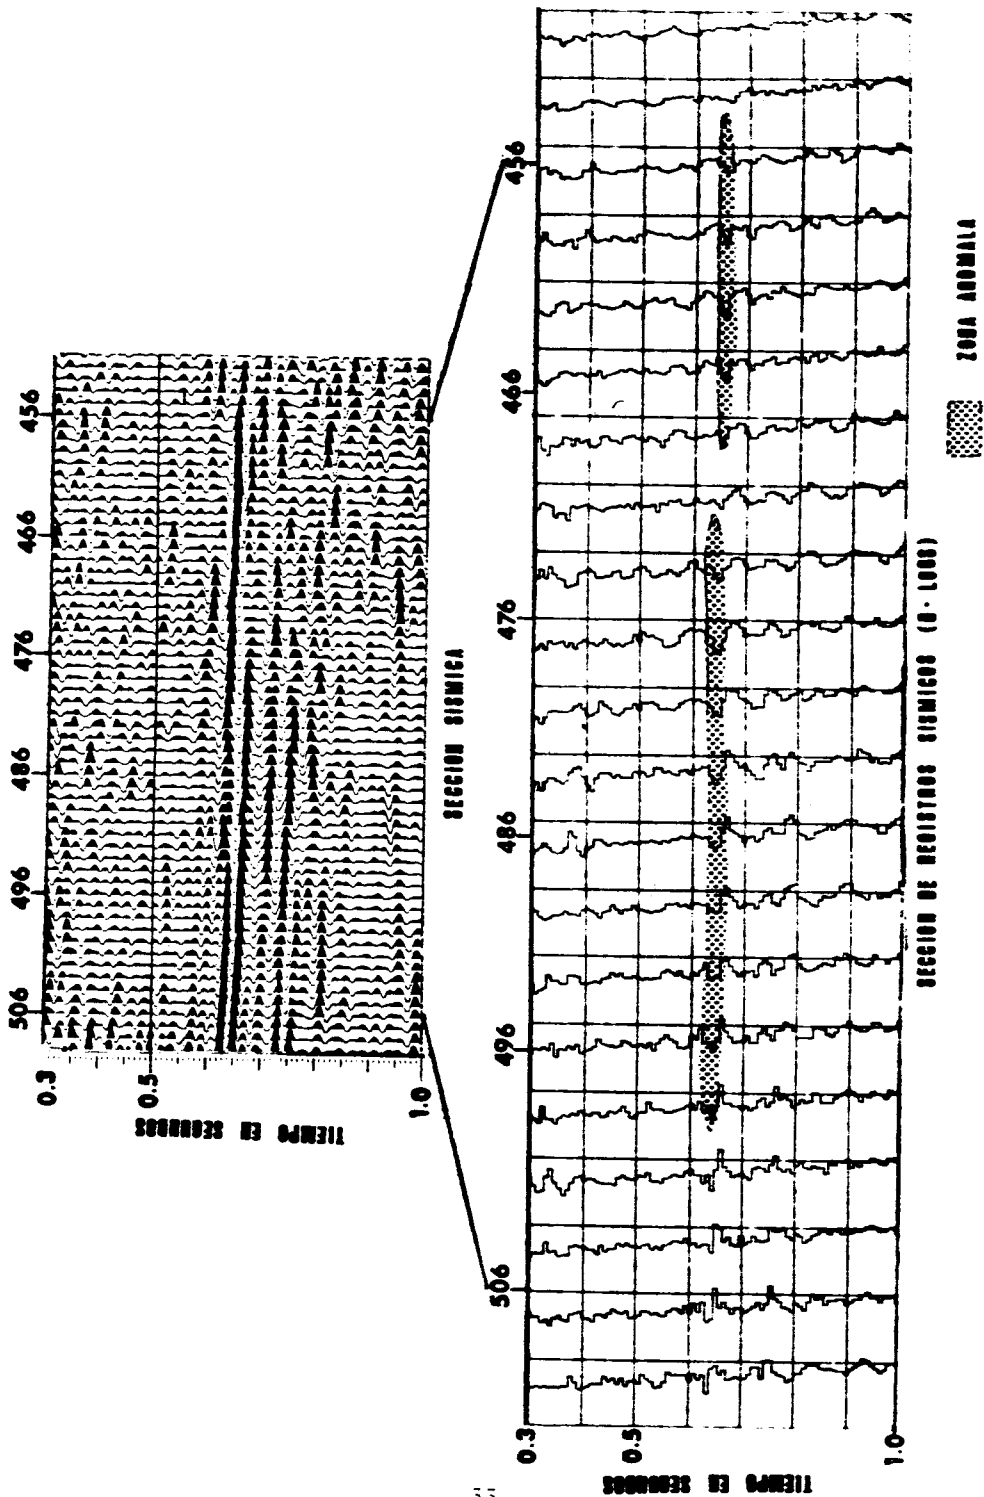 506 496 486 476 466 456
0.3
0.5
1.0
TIEMPO EN SEGUNDOS
SECCION SISMICA
506 496 486 476 466 456
0.3
0.5
1.0
TIEMPO EN SEGUNDOS
SECCION DE REGISTROS SISMICOS (G-LOGS)
ZONA ANOMALA
33